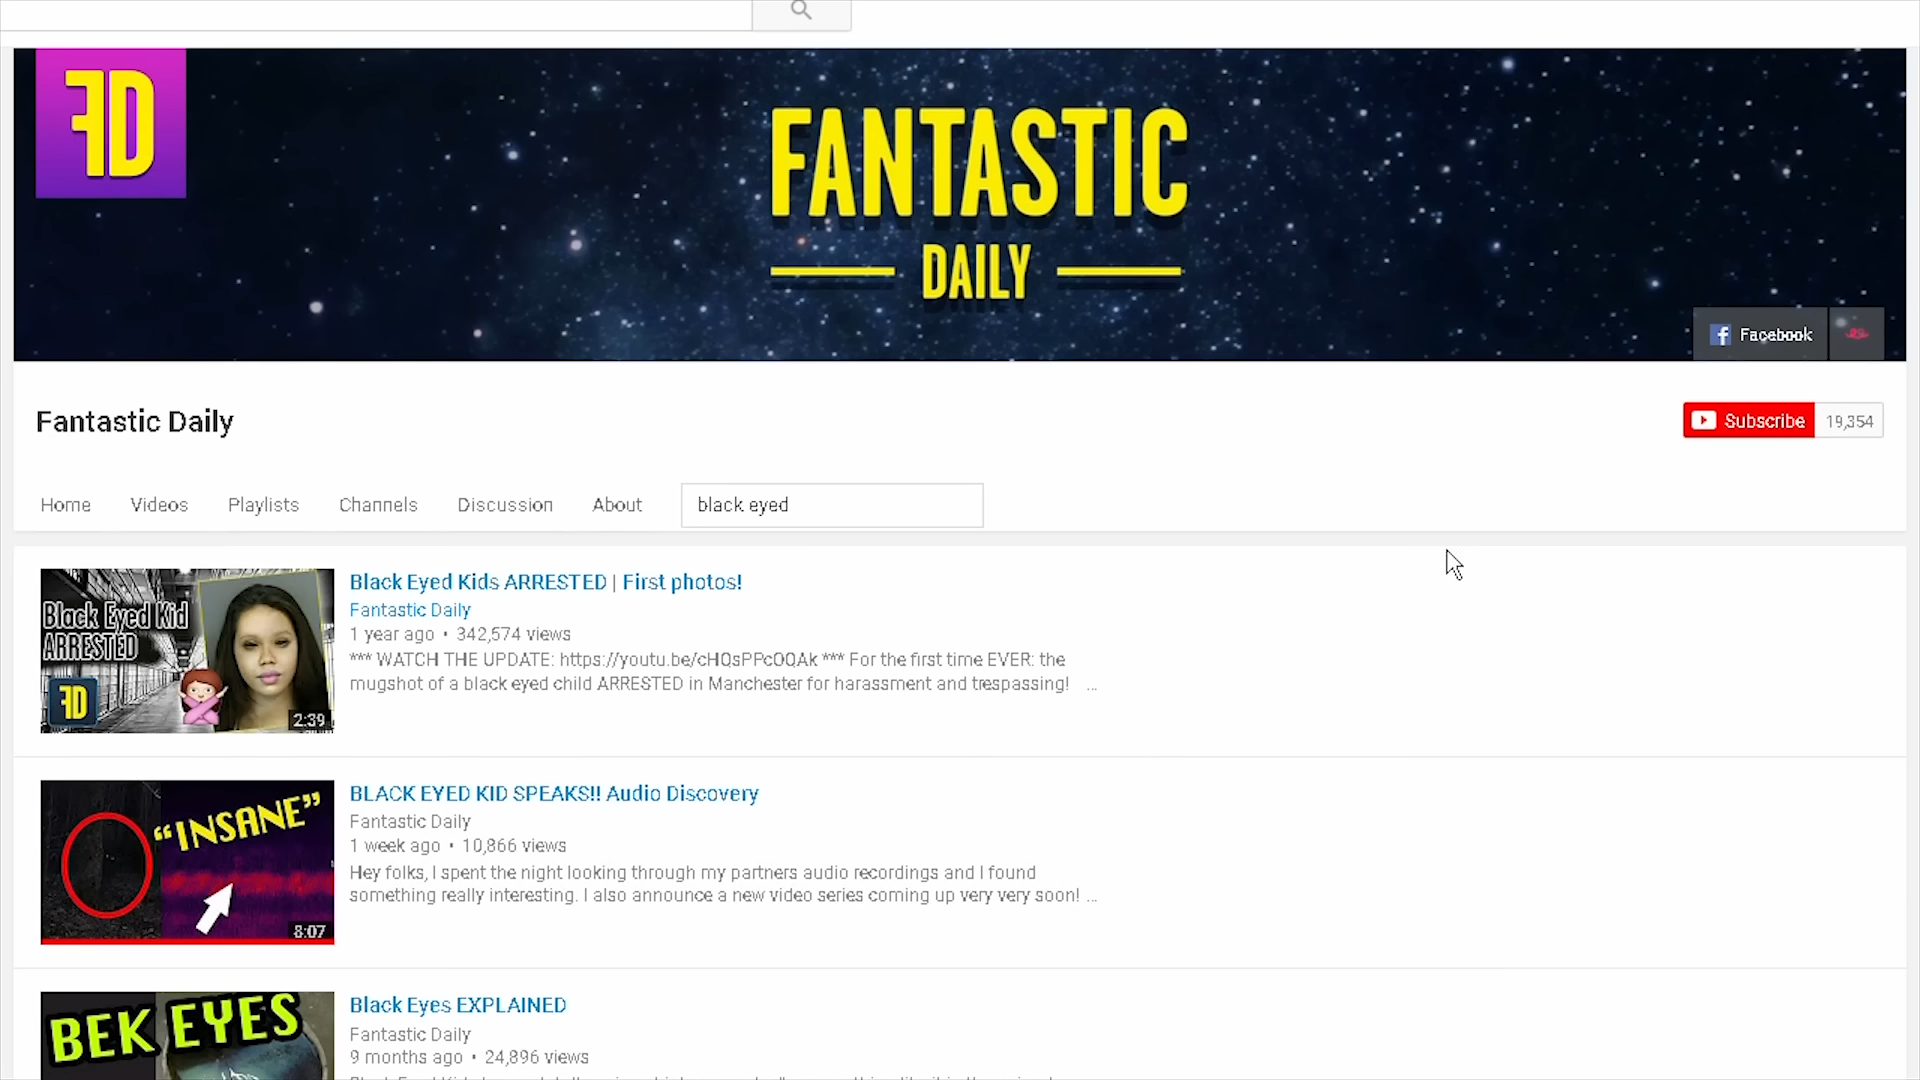 FD
FANTASTIC
DAILY
Facebook
Fantastic Daily
Subscribe 19,354
Home Videos Playlists Channels Discussion About black eyed
Black Eyed Kid
ARRESTED
FD
2:39
Black Eyed Kids ARRESTED | First photos!
Fantastic Daily
1 year ago • 342,574 views
*** WATCH THE UPDATE: https://youtu.be/cHQsPPcOQAk *** For the first time EVER: the
mugshot of a black eyed child ARRESTED in Manchester for harassment and trespassing! ...
“INSANE”
8:07
BLACK EYED KID SPEAKS!! Audio Discovery
Fantastic Daily
1 week ago • 10,866 views
Hey folks, I spent the night looking through my partners audio recordings and I found
something really interesting. I also announce a new video series coming up very very soon! ...
BEK EYES
Black Eyes EXPLAINED
Fantastic Daily
9 months ago • 24,896 views